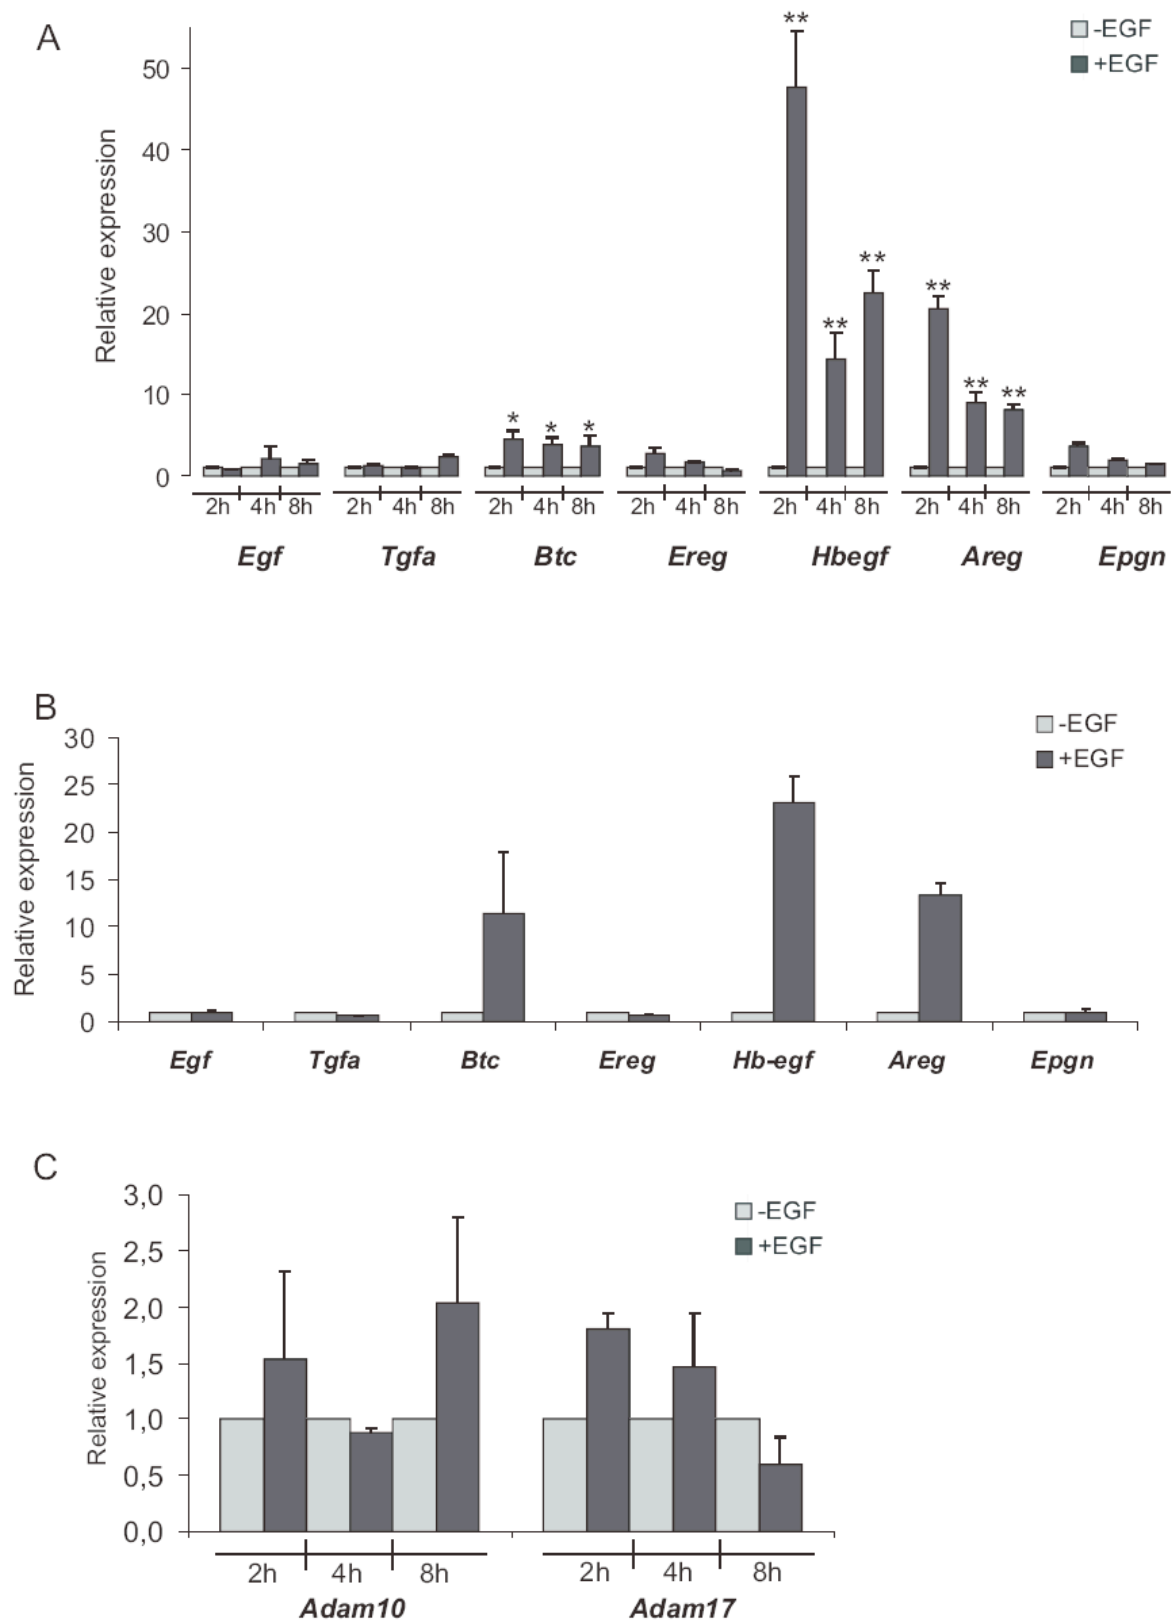 A
-EGF
+EGF
Relative expression
50
40
30
20
10
0
** ** ** ** ** ** * * *
2h 4h 8h 2h 4h 8h 2h 4h 8h 2h 4h 8h 2h 4h 8h 2h 4h 8h 2h 4h 8h
Egf Tgfa Btc Ereg Hbegf Areg Epgn
B
-EGF
+EGF
Relative expression
30
25
20
15
10
5
0
Egf Tgfa Btc Ereg Hb-egf Areg Epgn
C
-EGF
+EGF
Relative expression
3,0
2,5
2,0
1,5
1,0
0,5
0,0
2h 4h 8h 2h 4h 8h
Adam10 Adam17